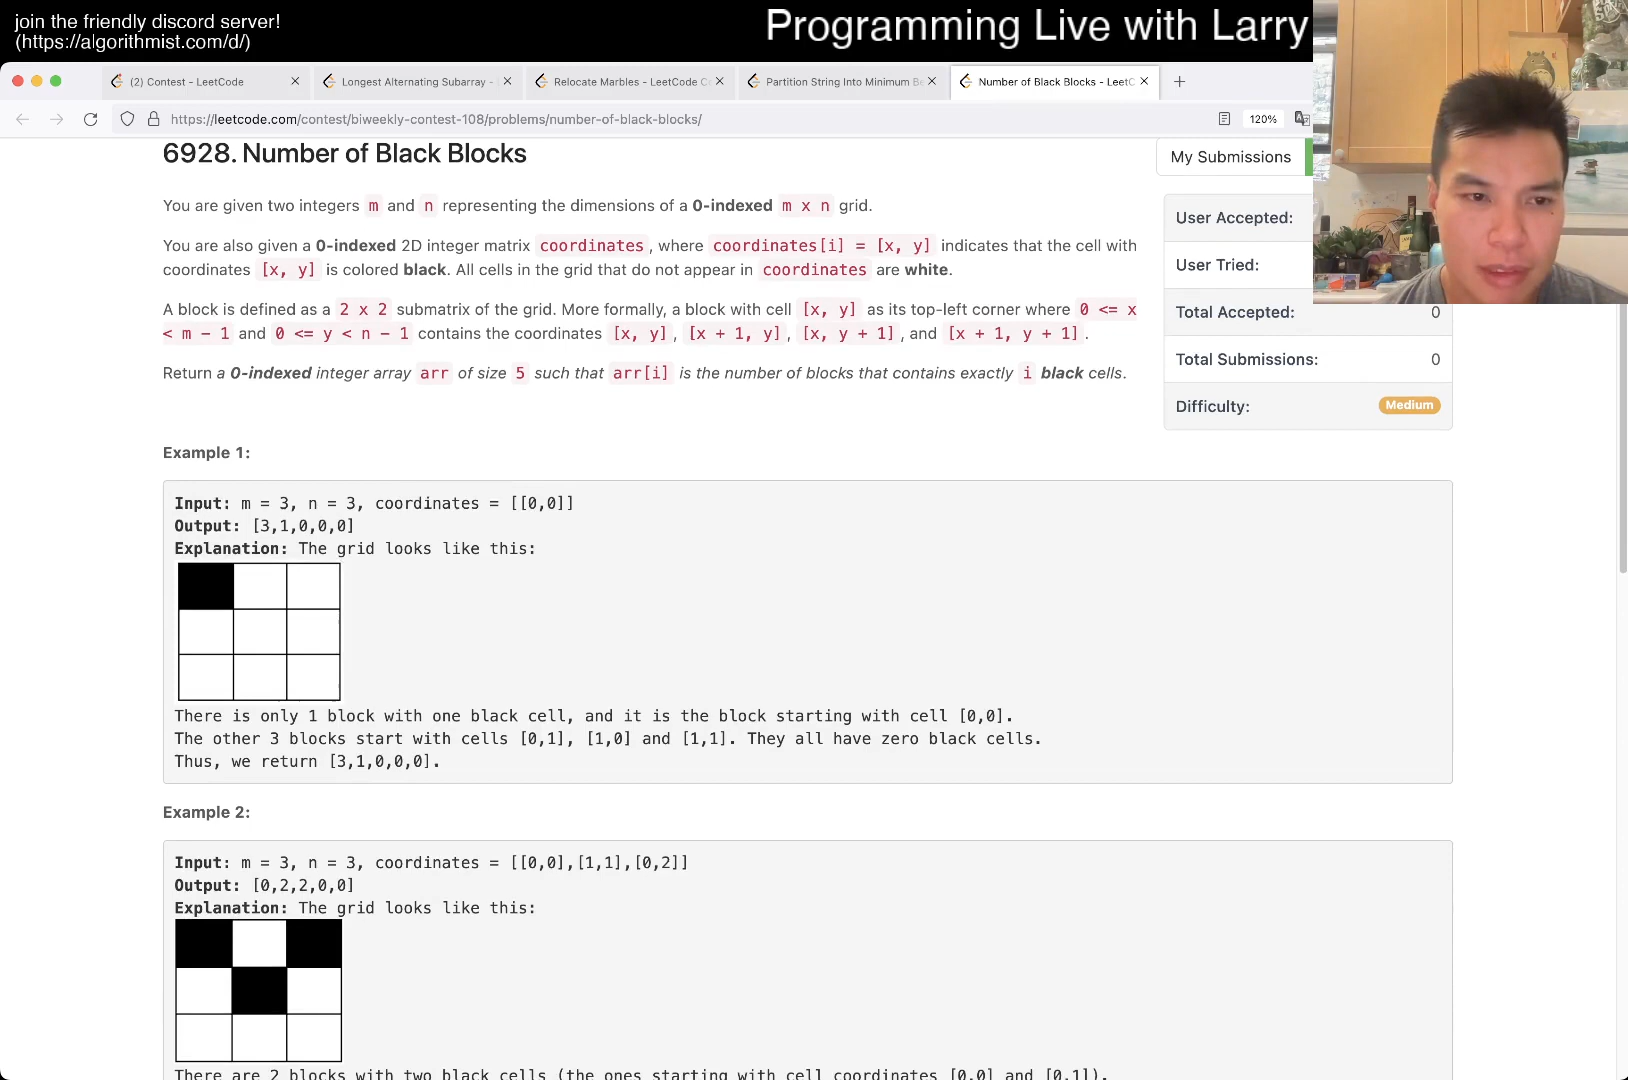 join the friendly discord server!
(https://algorithmist.com/d/)
Programming Live with Larry
(2) Contest - LeetCode
Longest Alternating Subarray -
Relocate Marbles - LeetCode C
Partition String Into Minimum Be
Number of Black Blocks - LeetC
https://leetcode.com/contest/biweekly-contest-108/problems/number-of-black-blocks/
120%
6928. Number of Black Blocks
My Submissions
You are given two integers m and n representing the dimensions of a 0-indexed m x n grid.
User Accepted:
You are also given a 0-indexed 2D integer matrix coordinates, where coordinates[i] = [x, y] indicates that the cell with
coordinates [x, y] is colored black. All cells in the grid that do not appear in coordinates are white.
User Tried:
A block is defined as a 2 x 2 submatrix of the grid. More formally, a block with cell [x, y] as its top-left corner where 0 <= x
< m - 1 and 0 <= y < n - 1 contains the coordinates [x, y], [x + 1, y], [x, y + 1], and [x + 1, y + 1].
Total Accepted: 0
Total Submissions: 0
Return a 0-indexed integer array arr of size 5 such that arr[i] is the number of blocks that contains exactly i black cells.
Difficulty: Medium
Example 1:
Input: m = 3, n = 3, coordinates = [[0,0]]
Output: [3,1,0,0,0]
Explanation: The grid looks like this:
There is only 1 block with one black cell, and it is the block starting with cell [0,0].
The other 3 blocks start with cells [0,1], [1,0] and [1,1]. They all have zero black cells.
Thus, we return [3,1,0,0,0].
Example 2:
Input: m = 3, n = 3, coordinates = [[0,0],[1,1],[0,2]]
Output: [0,2,2,0,0]
Explanation: The grid looks like this:
There are 2 blocks with two black cells (the ones starting with cell coordinates [0,0] and [0,1]).